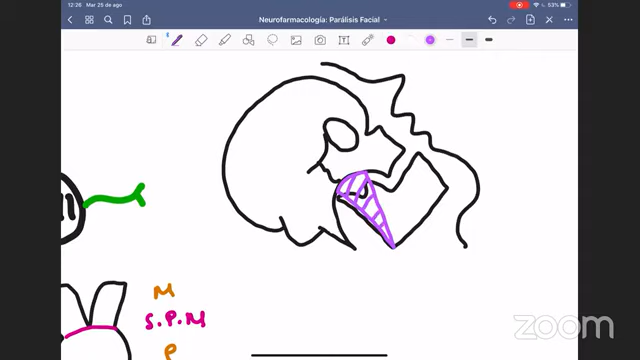 12:26 Mar 25 de ago
Neurofarmacología: Parálisis Facial
53%
M
S.P.M
P
zoom